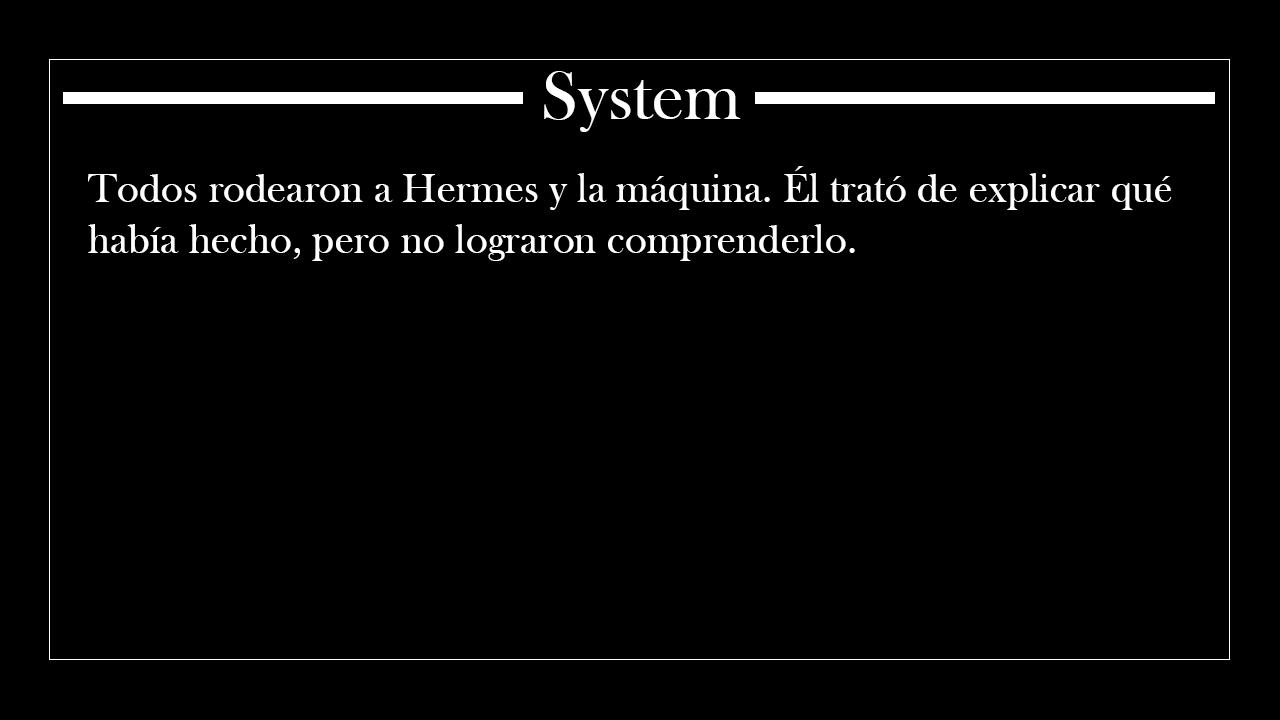 System
Todos rodearon a Hermes y la máquina. Él trató de explicar qué
había hecho, pero no lograron comprenderlo.